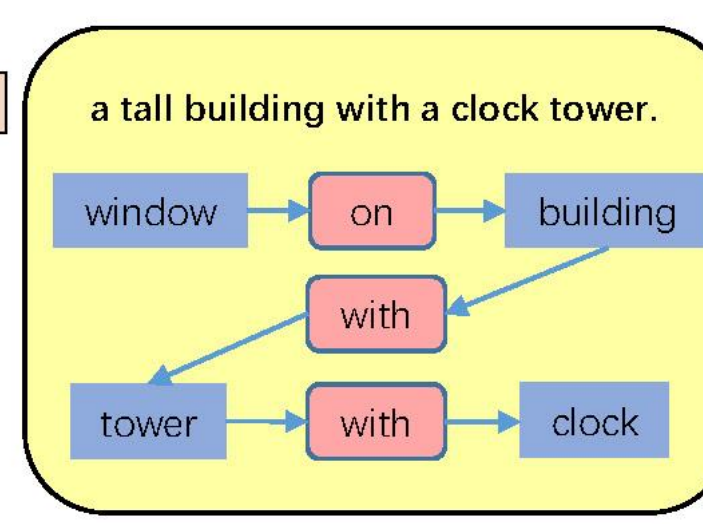 a tall building with a clock tower.
window on building
with
tower with clock